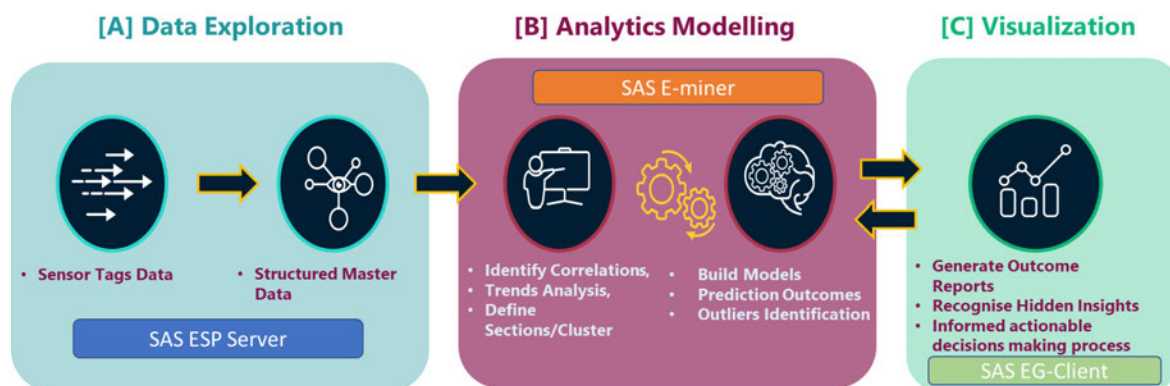 [A] Data Exploration
[B] Analytics Modelling
[C] Visualization
SAS E-miner
• Sensor Tags Data
• Structured Master
Data
SAS ESP Server
• Identify Correlations,
• Trends Analysis,
• Define
Sections/Cluster
• Build Models
• Prediction Outcomes
• Outliers Identification
• Generate Outcome
Reports
• Recognise Hidden Insights
• Informed actionable
decisions making process
SAS EG-Client